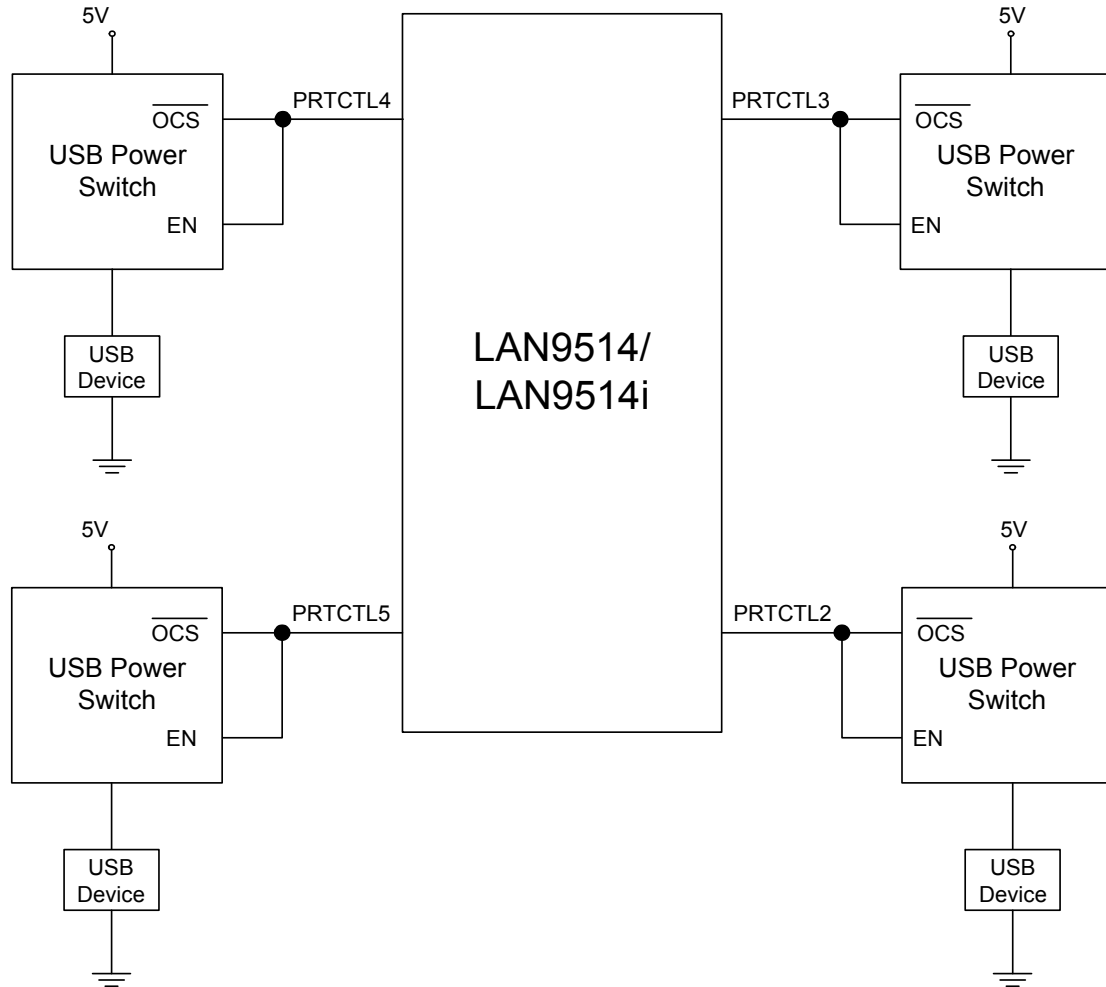 5V
5V
PRTCTL4
PRTCTL3
OCS
OCS
USB Power
Switch
USB Power
Switch
EN
EN
LAN9514/
LAN9514i
USB
Device
USB
Device
5V
5V
PRTCTL5
PRTCTL2
OCS
OCS
USB Power
Switch
USB Power
Switch
EN
EN
USB
Device
USB
Device